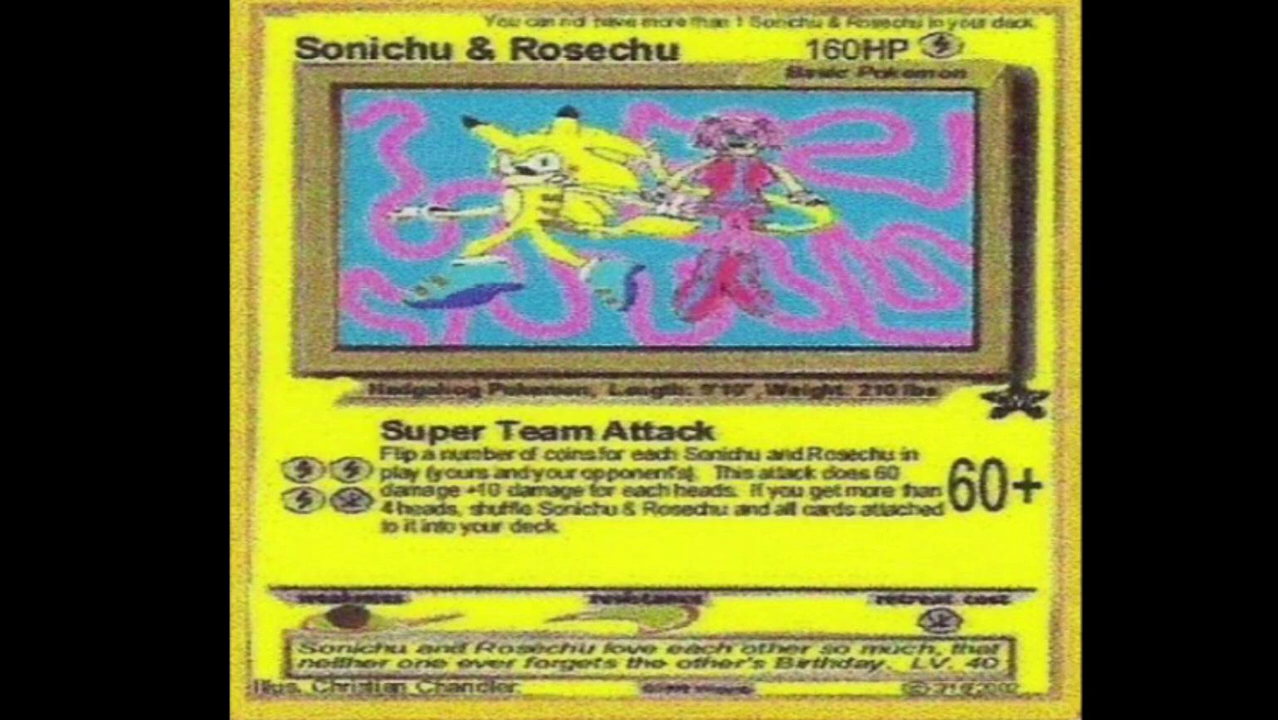 You can not have more than 1 Sonichu & Rosechu in your deck.
Sonichu & Rosechu 160HP
Basic Pokemon
Hedgehog Pokemon, Length: 9'10", Weight: 210 lbs
Super Team Attack
Flip a number of coins for each Sonichu and Rosechu in
play (yours and your opponent's). This attack does 60
damage +10 damage for each heads. If you get more than
4 heads, shuffle Sonichu & Rosechu and all cards attached
to it into your deck.
60+
weakness resistance retreat cost
Sonichu and Rosechu love each other so much, that
neither one ever forgets the other's Birthday. LV. 40
Illus. Christian Chandler